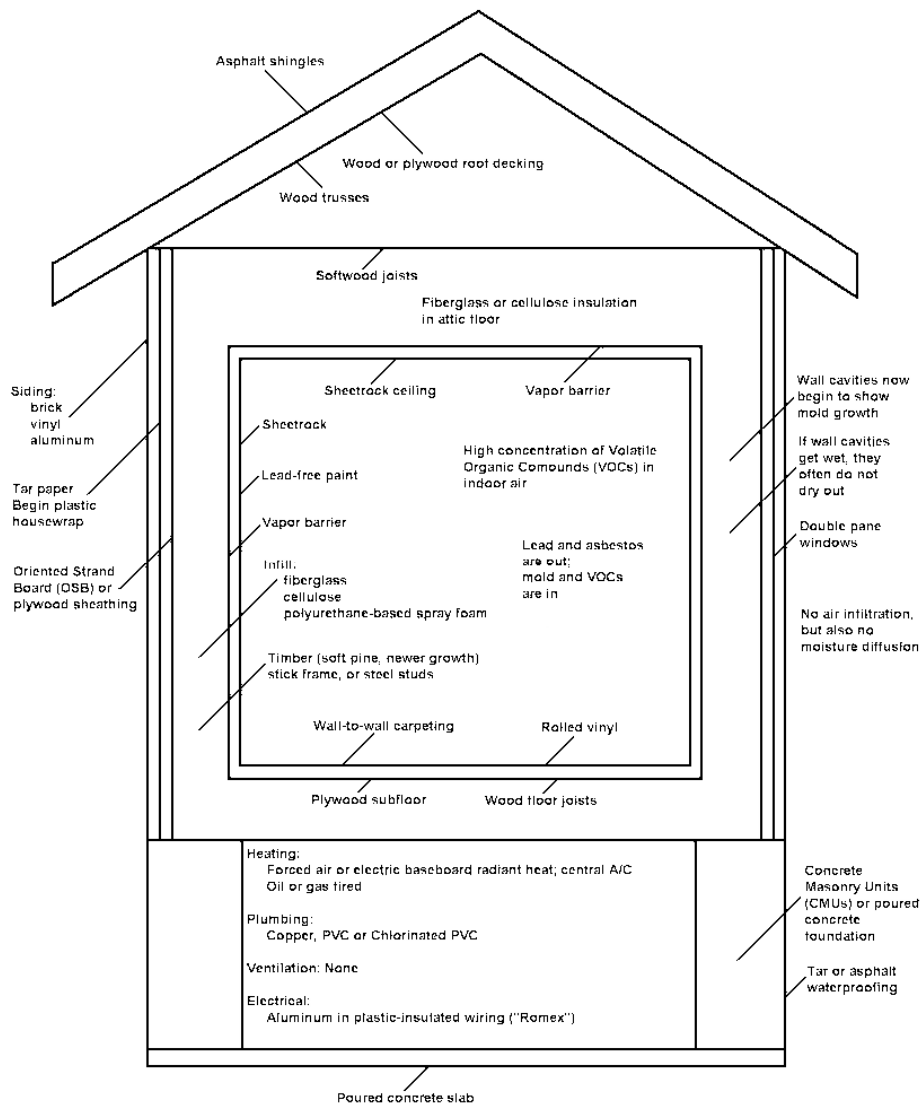 Asphalt shingles
Wood or plywood roof decking
Wood trusses
Softwood joists
Fiberglass or cellulose insulation
in attic floor
Siding:
brick
vinyl
aluminum
Tar paper
Begin plastic
housewrap
Oriented Strand
Board (OSB) or
plywood sheathing
Sheetrock ceiling
Vapor barrier
Sheetrock
Lead-free paint
Vapor barrier
Infill:
fiberglass
cellulose
polyurethane-based spray foam
Timber (soft pine, newer growth)
stick frame, or steel studs
High concentration of Volatile
Organic Comounds (VOCs) in
indoor air
Lead and asbestos
are out;
mold and VOCs
are in
Wall-to-wall carpeting
Rolled vinyl
Plywood subfloor
Wood floor joists
Wall cavities now
begin to show
mold growth
If wall cavities
get wet, they
often do not
dry out
Double pane
windows
No air infiltration,
but also no
moisture diffusion
Heating:
Forced air or electric baseboard radiant heat; central A/C
Oil or gas fired
Plumbing:
Copper, PVC or Chlorinated PVC
Ventilation: None
Electrical:
Aluminum in plastic-insulated wiring ("Romex")
Concrete
Masonry Units
(CMUs) or poured
concrete
foundation
Tar or asphalt
waterproofing
Poured concrete slab